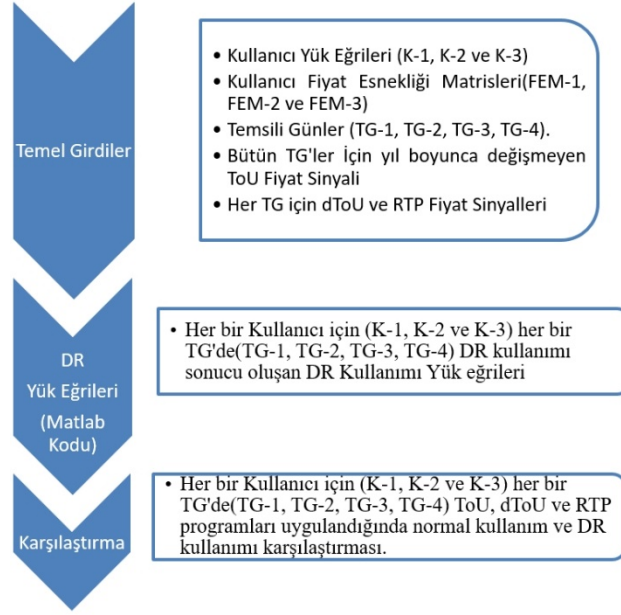 Temel Girdiler
• Kullanıcı Yük Eğrileri (K-1, K-2 ve K-3)
• Kullanıcı Fiyat Esnekliği Matrisleri(FEM-1,
FEM-2 ve FEM-3)
• Temsili Günler (TG-1, TG-2, TG-3, TG-4).
• Bütün TG'ler İçin yıl boyunca değişmeyen
ToU Fiyat Sinyali
• Her TG için dToU ve RTP Fiyat Sinyalleri
DR
Yük Eğrileri
(Matlab
Kodu)
• Her bir Kullanıcı için (K-1, K-2 ve K-3) her bir
TG'de(TG-1, TG-2, TG-3, TG-4) DR kullanımı
sonucu oluşan DR Kullanımı Yük eğrileri
Karşılaştırma
• Her bir Kullanıcı için (K-1, K-2 ve K-3) her bir
TG'de(TG-1, TG-2, TG-3, TG-4) ToU, dToU ve RTP
programları uygulandığında normal kullanım ve DR
kullanımı karşılaştırması.